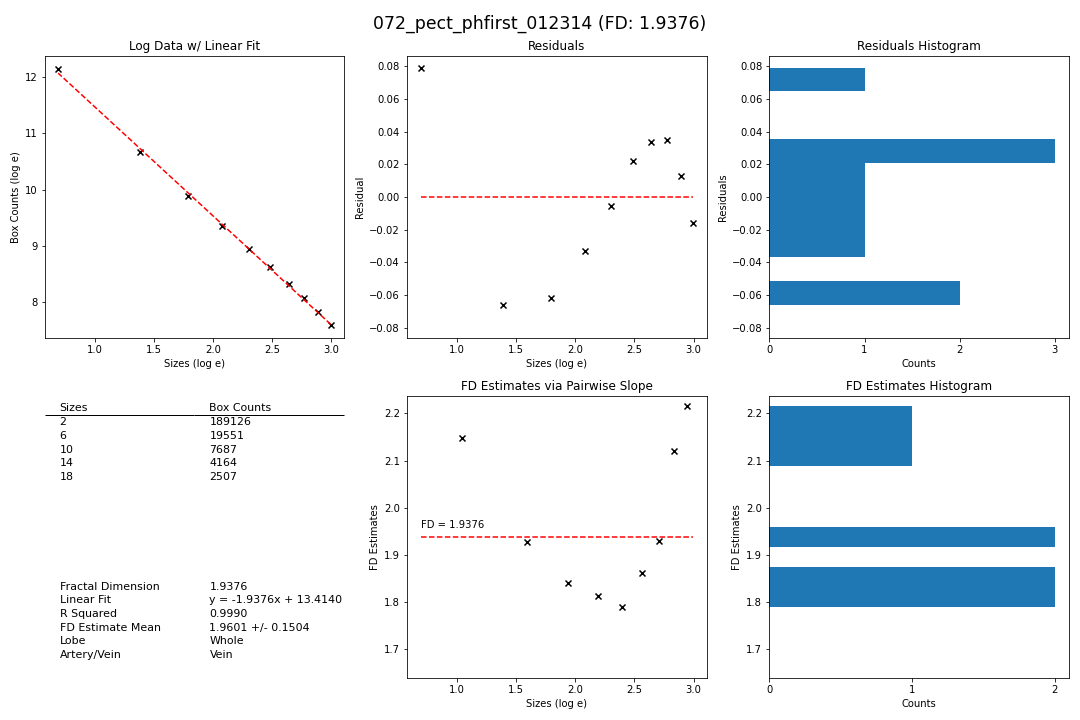 072_pect_phfirst_012314 (FD: 1.9376)
Log Data w/ Linear Fit
12
11
10
9
8
Box Counts (log e)
1.0 1.5 2.0 2.5 3.0
Sizes (log e)
Residuals
0.08
0.06
0.04
0.02
0.00
−0.02
−0.04
−0.06
−0.08
Residual
1.0 1.5 2.0 2.5 3.0
Sizes (log e)
Residuals Histogram
0.08
0.06
0.04
0.02
0.00
−0.02
−0.04
−0.06
−0.08
Residuals
0 1 2 3
Counts
Sizes Box Counts
2 189126
6 19551
10 7687
14 4164
18 2507
Fractal Dimension 1.9376
Linear Fit y = -1.9376x + 13.4140
R Squared 0.9990
FD Estimate Mean 1.9601 +/- 0.1504
Lobe Whole
Artery/Vein Vein
FD Estimates via Pairwise Slope
2.2
2.1
2.0
1.9
1.8
1.7
FD Estimates
FD = 1.9376
1.0 1.5 2.0 2.5 3.0
Sizes (log e)
FD Estimates Histogram
2.2
2.1
2.0
1.9
1.8
1.7
FD Estimates
0 1 2
Counts